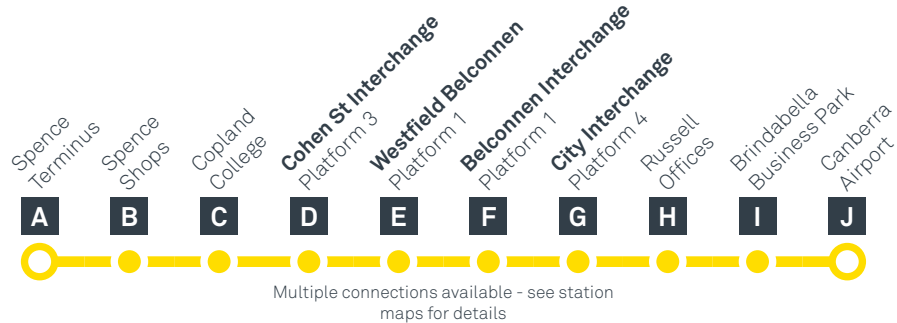 Spence
Terminus
Spence
Shops
Copland
College
Cohen St Interchange
Platform 3
Westfield Belconnen
Platform 1
Belconnen Interchange
Platform 1
City Interchange
Platform 4
Russell
Offices
Brindabella
Business Park
Canberra
Airport
A
B
C
D
E
F
G
H
I
J
Multiple connections available - see station
maps for details